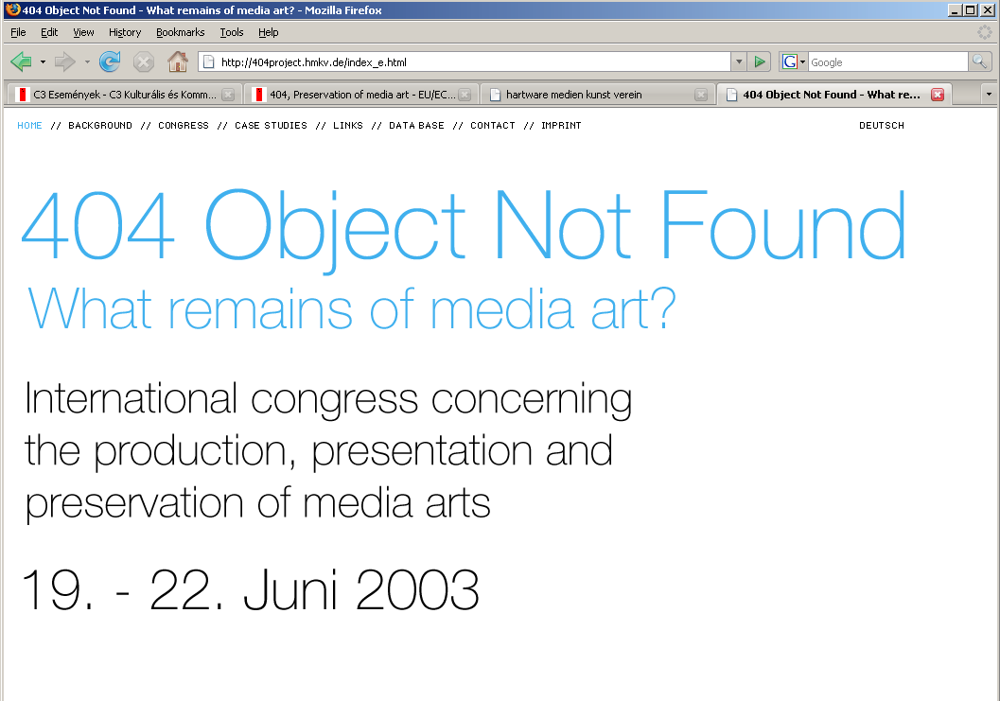 404 Object Not Found - What remains of media art? - Mozilla Firefox
File Edit View History Bookmarks Tools Help
http://404project.hmkv.de/index_e.html
G Google
C3 Események - C3 Kulturális és Komm...
404, Preservation of media art - EU/EC...
hartware medien kunst verein
404 Object Not Found - What re...
HOME // BACKGROUND // CONGRESS // CASE STUDIES // LINKS // DATA BASE // CONTACT // IMPRINT
DEUTSCH
404 Object Not Found
What remains of media art?
International congress concerning
the production, presentation and
preservation of media arts
19. - 22. Juni 2003